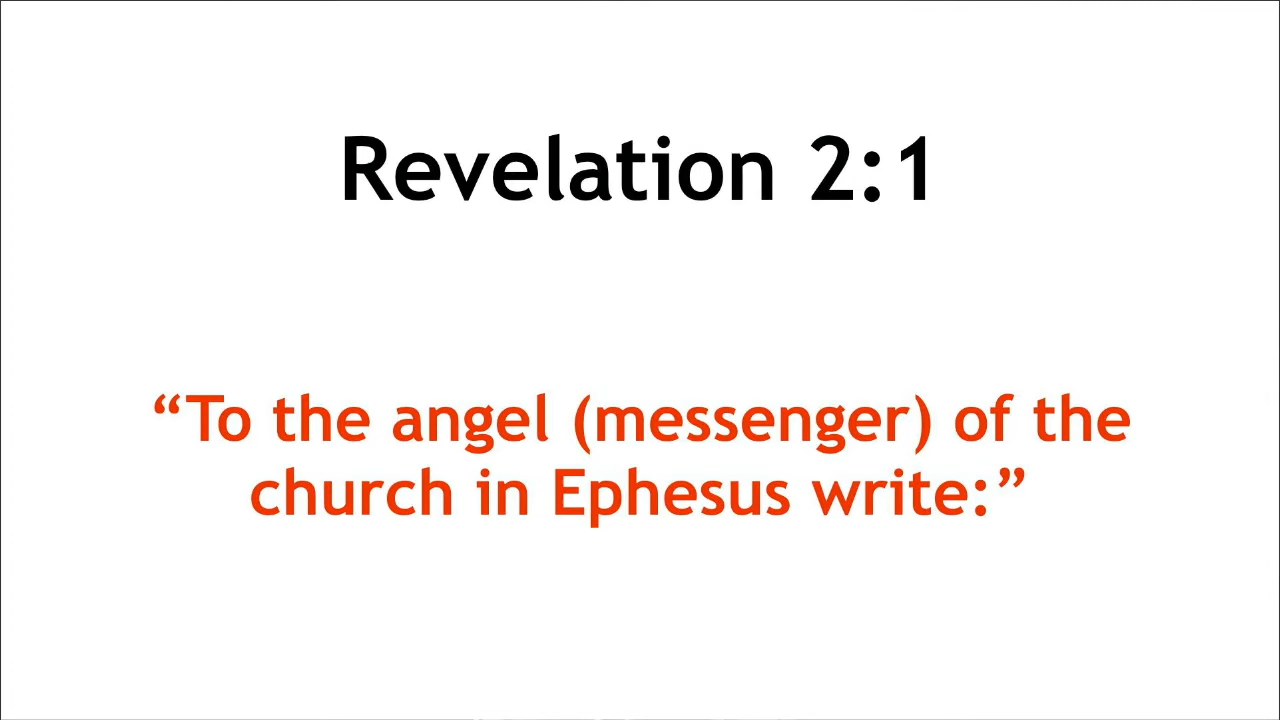 Revelation 2:1
“To the angel (messenger) of the
church in Ephesus write:”